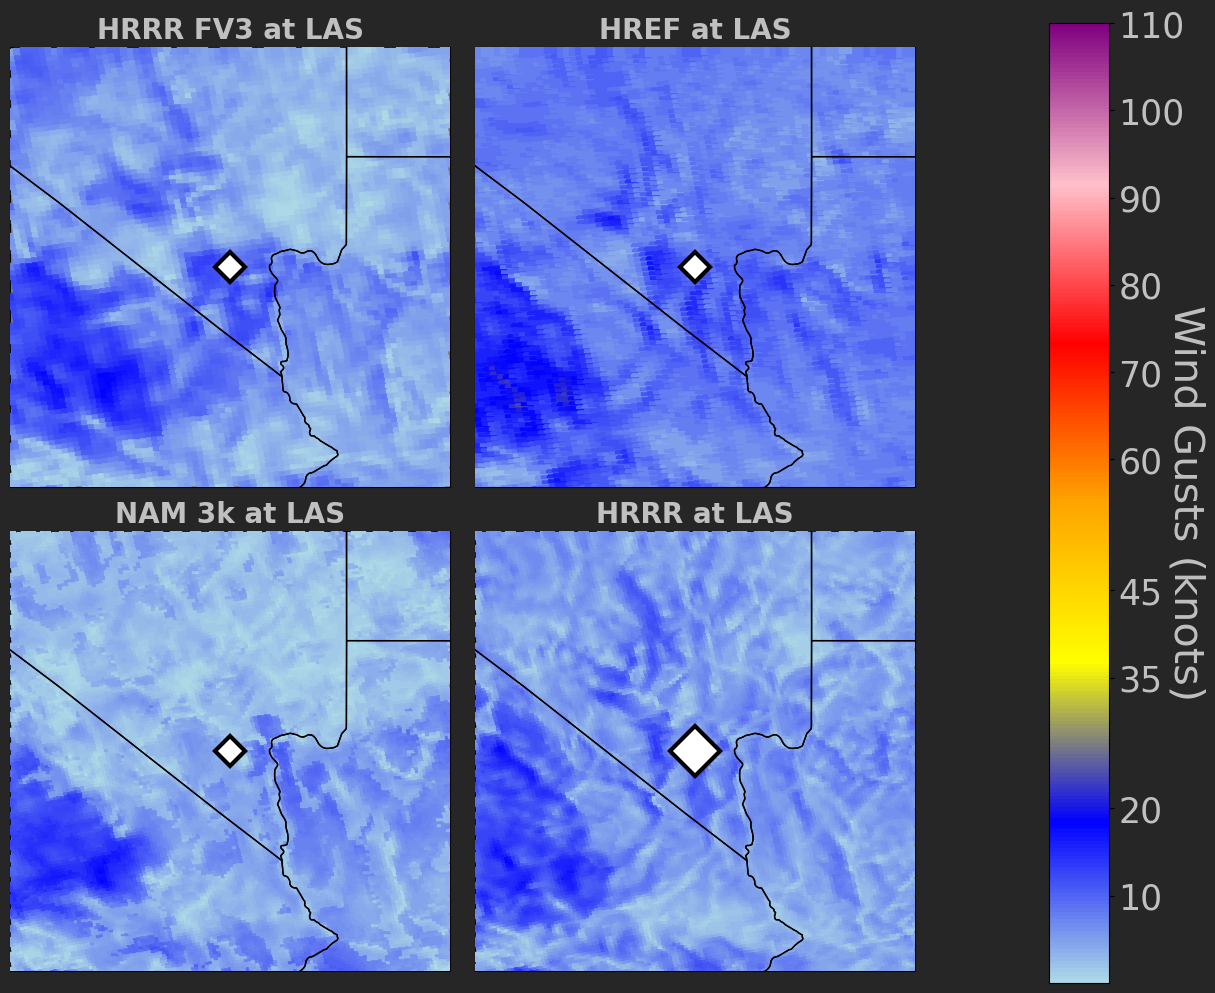 HRRR FV3 at LAS
HREF at LAS
NAM 3k at LAS
HRRR at LAS
110
100
90
80
70
60
45
35
20
10
Wind Gusts (knots)